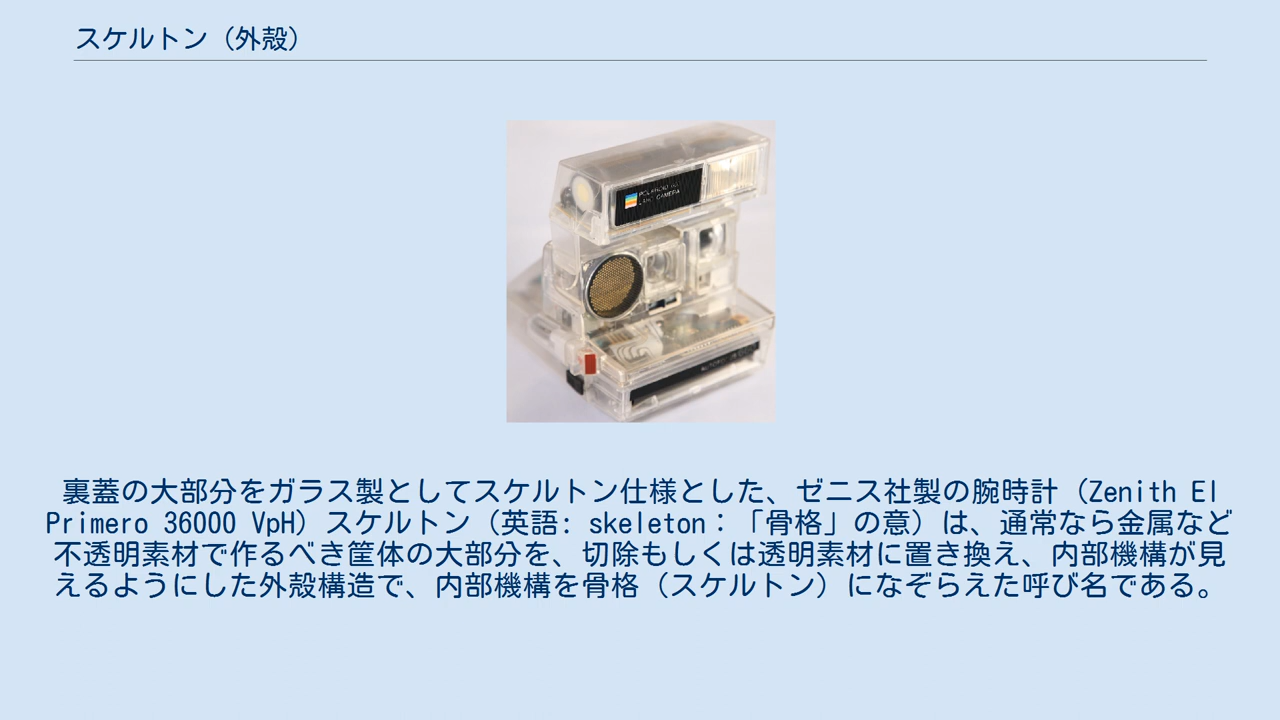 スケルトン（外殻）
POLAROID
LAND CAMERA
裏蓋の大部分をガラス製としてスケルトン仕様とした、ゼニス社製の腕時計（Zenith El
Primero 36000 VpH）スケルトン（英語: skeleton：「骨格」の意）は、通常なら金属など
不透明素材で作るべき筐体の大部分を、切除もしくは透明素材に置き換え、内部機構が見
えるようにした外殻構造で、内部機構を骨格（スケルトン）になぞらえた呼び名である。